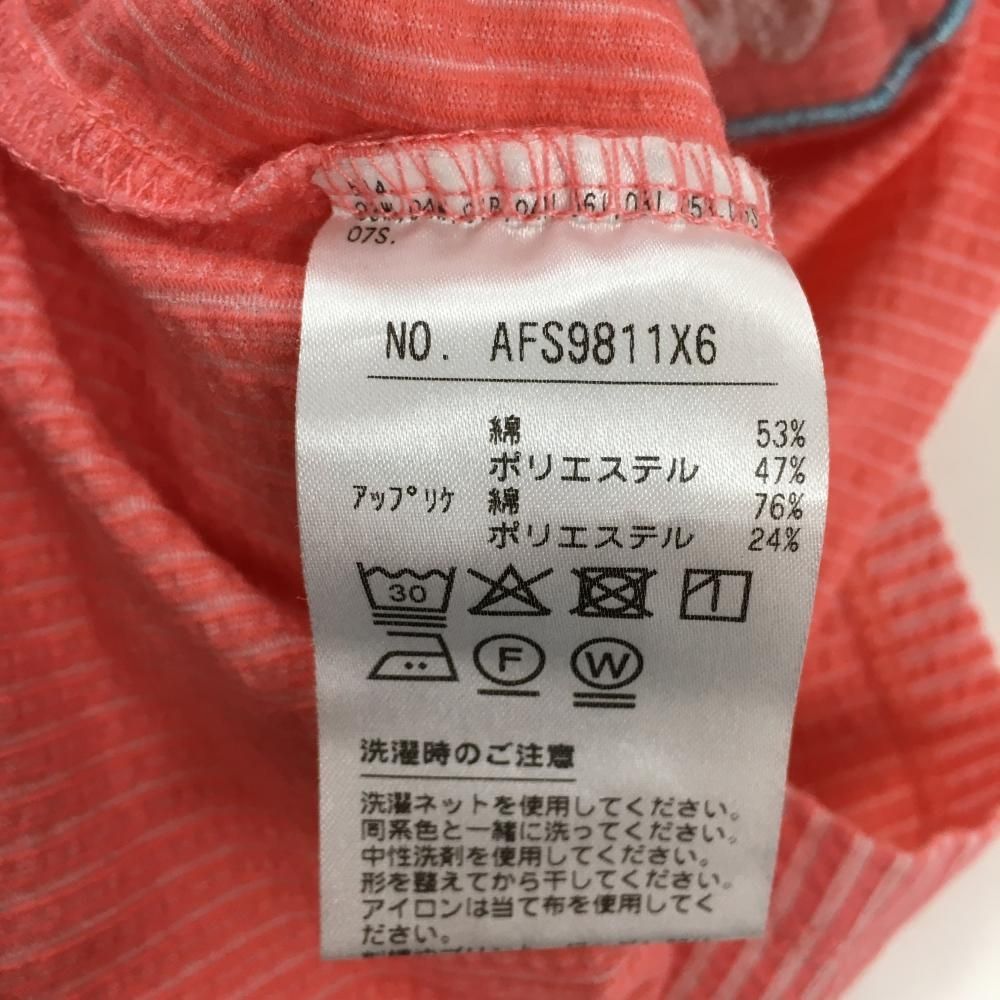 07S.
NO. AFS9811X6
綿 53%
ポリエステル 47%
アップリケ 綿 76%
ポリエステル 24%
30
F W
洗濯時のご注意
洗濯ネットを使用してください。
同系色と一緒に洗ってください。
中性洗剤を使用してください。
形を整えてから干してください。
アイロンは当て布を使用してく
ださい。